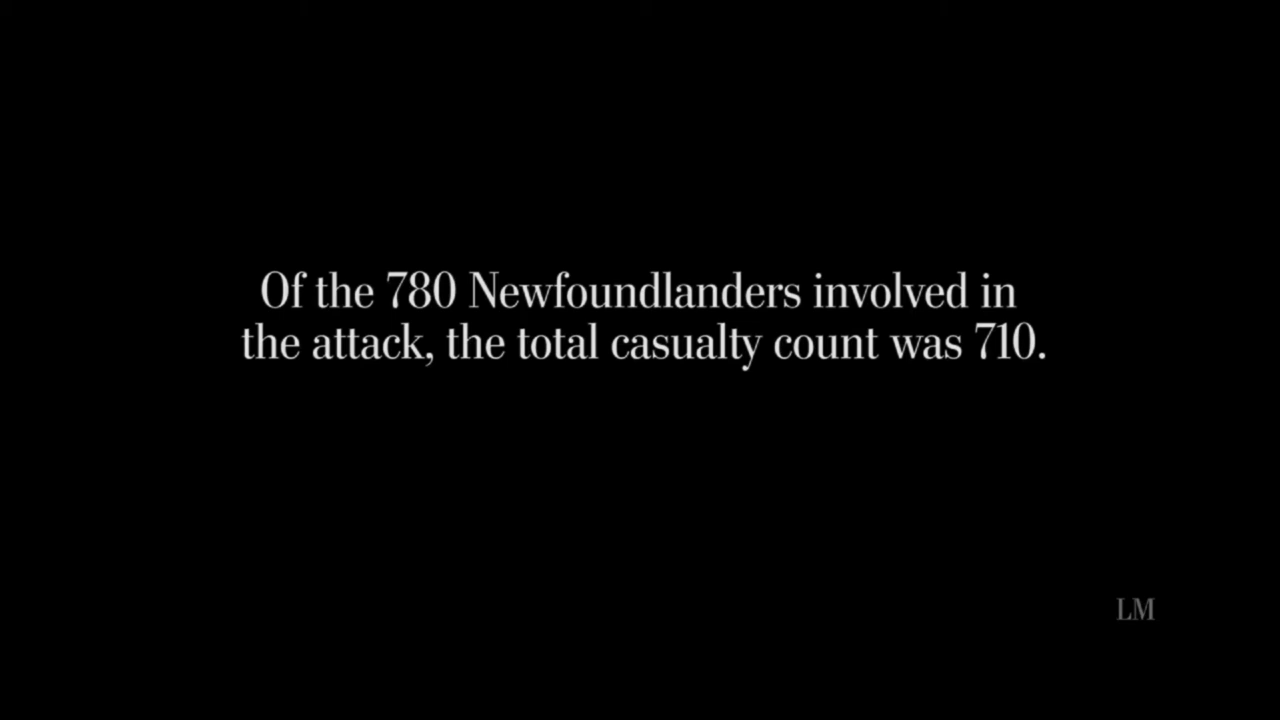 Of the 780 Newfoundlanders involved in
the attack, the total casualty count was 710.
LM